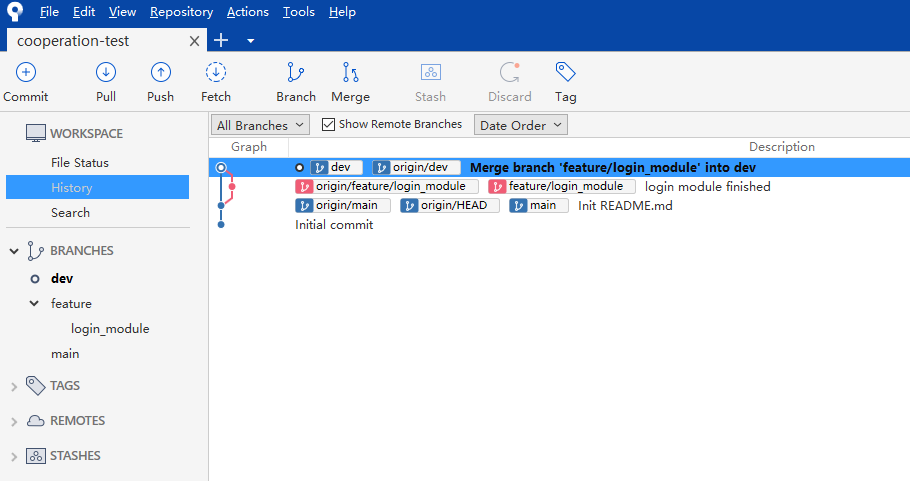 File Edit View Repository Actions Tools Help
cooperation-test
Commit Pull Push Fetch Branch Merge Stash Discard Tag
WORKSPACE
File Status
History
Search
BRANCHES
dev
feature
login_module
main
TAGS
REMOTES
STASHES
All Branches Show Remote Branches Date Order
Graph Description
dev origin/dev Merge branch 'feature/login_module' into dev
origin/feature/login_module feature/login_module login module finished
origin/main origin/HEAD main Init README.md
Initial commit